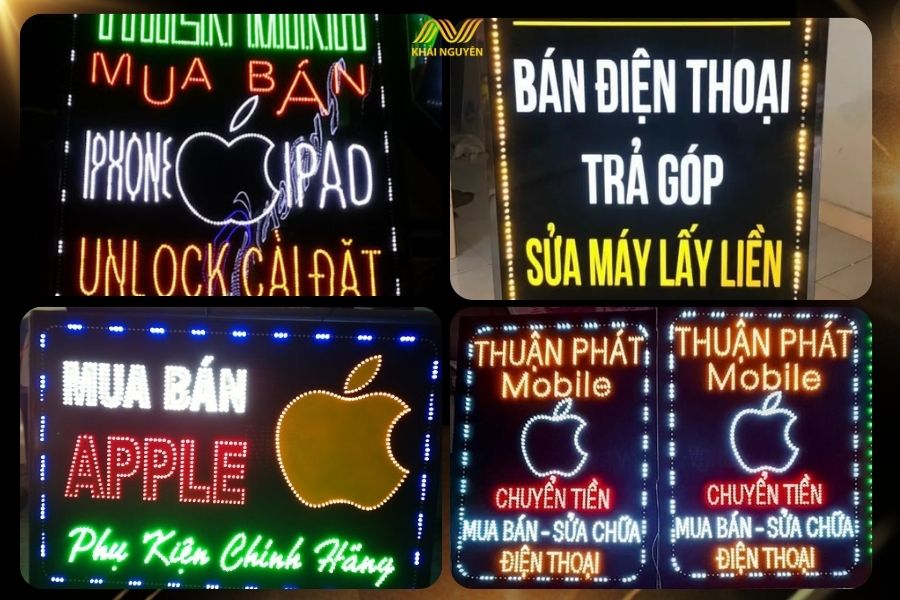 KHẢI NGUYÊN
MUA BÁN
IPHONE IPAD
UNLOCK CÀI ĐẶT
BÁN ĐIỆN THOẠI
TRẢ GÓP
SỬA MÁY LẤY LIỀN
MUA BÁN
APPLE
Phụ Kiện Chính Hãng
THUẬN PHÁT
Mobile
CHUYỂN TIỀN
MUA BÁN - SỬA CHỮA
ĐIỆN THOẠI
THUẬN PHÁT
Mobile
CHUYỂN TIỀN
MUA BÁN - SỬA CHỮA
ĐIỆN THOẠI